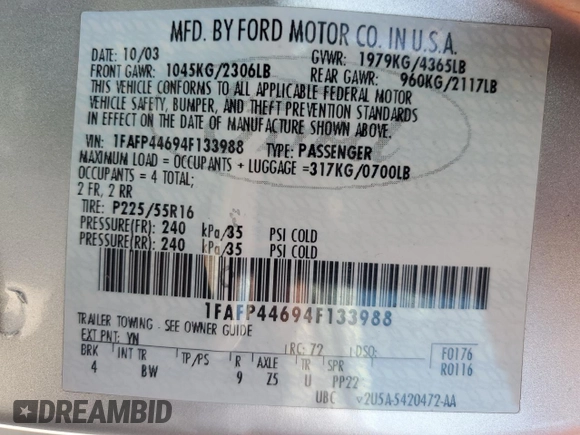 MFD. BY FORD MOTOR CO. IN U.S.A.
DATE: 10/03 GVWR: 1979KG/4365LB
FRONT GAWR: 1045KG/2306LB REAR GAWR: 960KG/2117LB
THIS VEHICLE CONFORMS TO ALL APPLICABLE FEDERAL MOTOR
VEHICLE SAFETY, BUMPER, AND THEFT PREVENTION STANDARDS
IN EFFECT ON THE DATE OF MANUFACTURE SHOWN ABOVE.
VIN: 1FAFP44694F133988 TYPE: PASSENGER
MAXIMUM LOAD = OCCUPANTS + LUGGAGE =317KG/0700LB
OCCUPANTS = 4 TOTAL;
2 FR, 2 RR
TIRE: P225/55R16
PRESSURE(FR): 240 kPa/35 PSI COLD
PRESSURE(RR): 240 kPa/35 PSI COLD
1FAFP44694F133988
TRAILER TOWING - SEE OWNER GUIDE
EXT PNT: YN RC: 72 DSO: F0176
BRK INT TR TP/PS R AXLE TR SPR R0116
4 BW 9 Z5 U PP22
UBC v2U5A-5420472-AA
DREAMBID